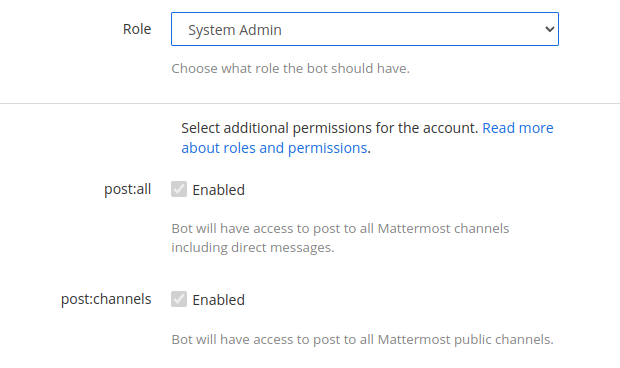 Role
System Admin
Choose what role the bot should have.
Select additional permissions for the account. Read more
about roles and permissions.
post:all
Enabled
Bot will have access to post to all Mattermost channels
including direct messages.
post:channels
Enabled
Bot will have access to post to all Mattermost public channels.